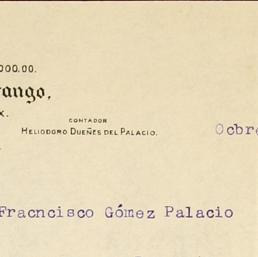 000.00.
rango,
X.
CONTADOR
HELIODORO DUEÑES DEL PALACIO.
Ocbre
Fracncisco Gómez Palacio